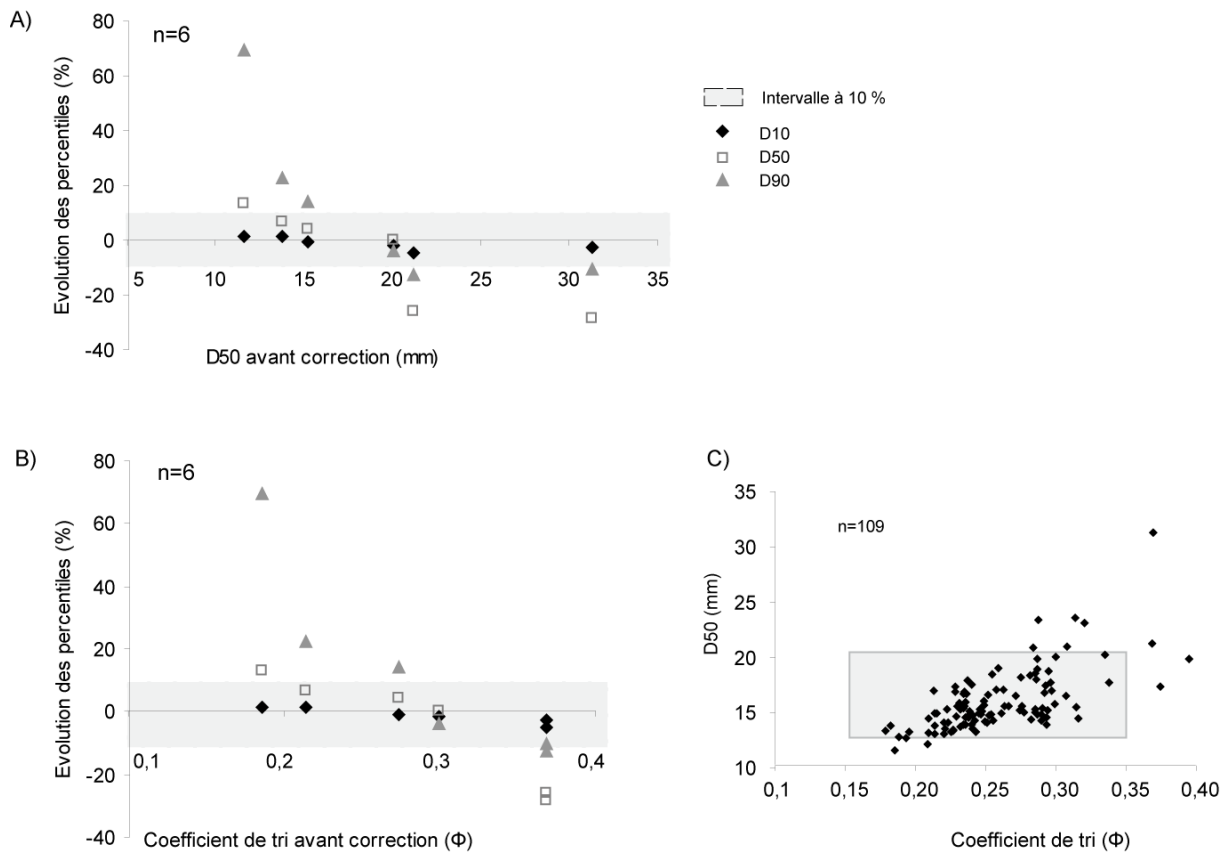 A)
n=6
Evolution des percentiles (%)
80
60
40
20
0
-20
-40
5 10 15 20 25 30 35
D50 avant correction (mm)
Intervalle à 10 %
D10
D50
D90
B)
n=6
Evolution des percentiles (%)
80
60
40
20
0
-20
-40
0,1 0,2 0,3 0,4
Coefficient de tri avant correction (Φ)
C)
n=109
D50 (mm)
35
30
25
20
15
10
0,1 0,15 0,20 0,25 0,30 0,35 0,40
Coefficient de tri (Φ)